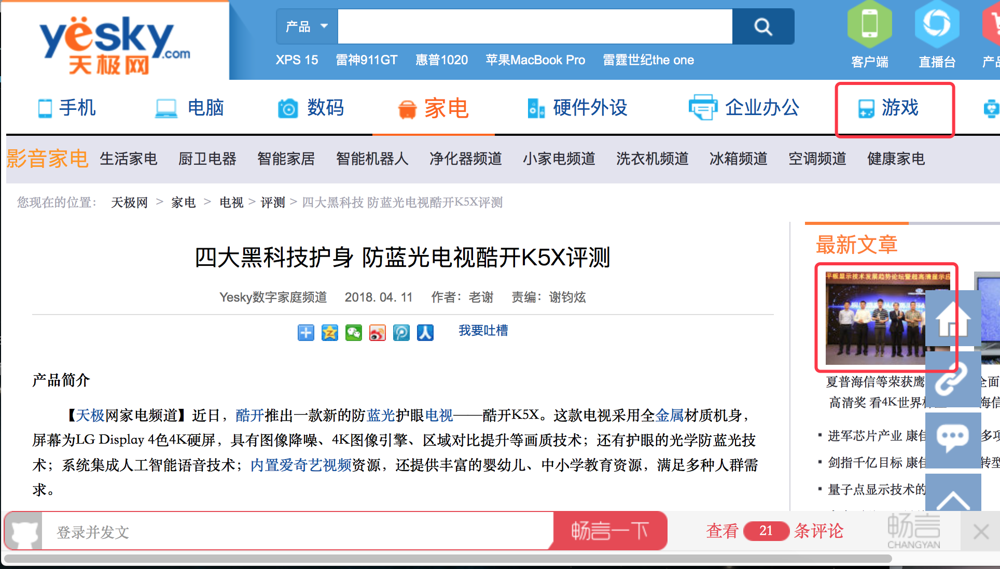 yësky.com
天极网
产品
XPS 15 雷神911GT 惠普1020 苹果MacBook Pro 雷霆世纪the one
客户端 直播台 产品
手机 电脑 数码 家电 硬件外设 企业办公 游戏
影音家电 生活家电 厨卫电器 智能家居 智能机器人 净化器频道 小家电频道 洗衣机频道 冰箱频道 空调频道 健康家电
您现在的位置： 天极网 > 家电 > 电视 > 评测 > 四大黑科技 防蓝光电视酷开K5X评测
最新文章
四大黑科技护身 防蓝光电视酷开K5X评测
平板显示技术发展趋势论坛暨超高清显示应
Yesky数字家庭频道 2018. 04. 11 作者：老谢 责编：谢钧炫
我要吐槽
产品简介
夏普海信等荣获鹰 全面
高清奖 看4K世界 海信
【天极网家电频道】近日，酷开推出一款新的防蓝光护眼电视——酷开K5X。这款电视采用全金属材质机身，
屏幕为LG Display 4色4K硬屏，具有图像降噪、4K图像引擎、区域对比提升等画质技术；还有护眼的光学防蓝光技
术；系统集成人工智能语音技术；内置爱奇艺视频资源，还提供丰富的婴幼儿、中小学教育资源，满足多种人群需
求。
进军芯片产业 康佳 多项
剑指千亿目标 康佳 转型
量子点显示技术的
登录并发文
畅言一下
查看 21 条评论
畅言
CHANGYAN